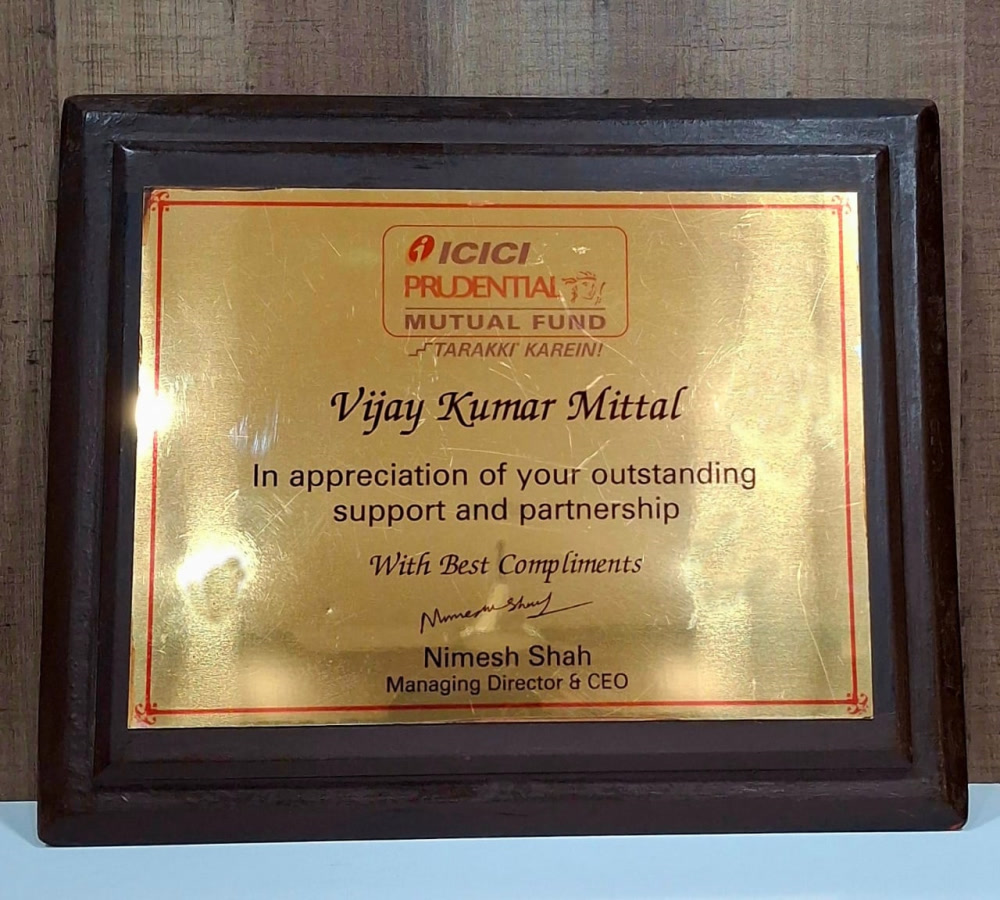 ICICI
PRUDENTIAL
MUTUAL FUND
TARAKKI KAREIN!
Vijay Kumar Mittal
In appreciation of your outstanding
support and partnership
With Best Compliments
Nimesh Shah
Nimesh Shah
Managing Director & CEO